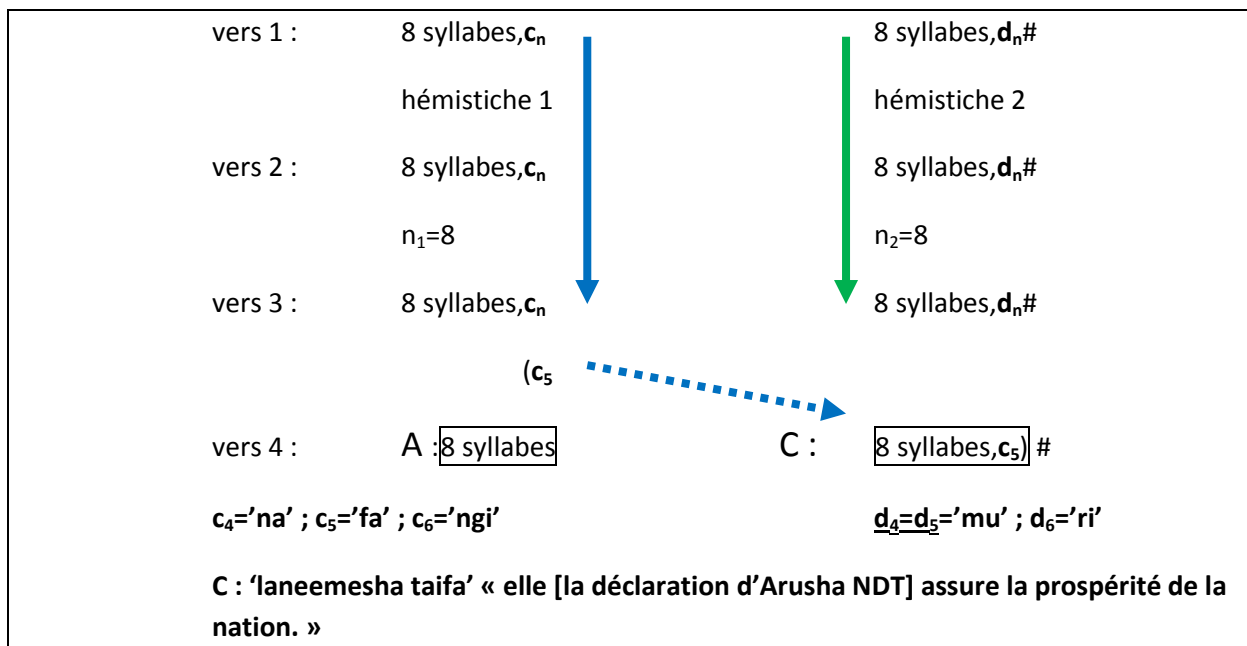 vers 1 : 8 syllabes,cₙ 8 syllabes,dₙ#
hémistiche 1 hémistiche 2
vers 2 : 8 syllabes,cₙ 8 syllabes,dₙ#
n₁=8 n₂=8
vers 3 : 8 syllabes,cₙ 8 syllabes,dₙ#
(c₅
vers 4 : A :8 syllabes C : 8 syllabes,c₅) #
c₄=’na’ ; c₅=’fa’ ; c₆=’ngi’ d₄=d₅=’mu’ ; d₆=’ri’
C : ‘laneemesha taifa’ « elle [la déclaration d’Arusha NDT] assure la prospérité de la
nation. »